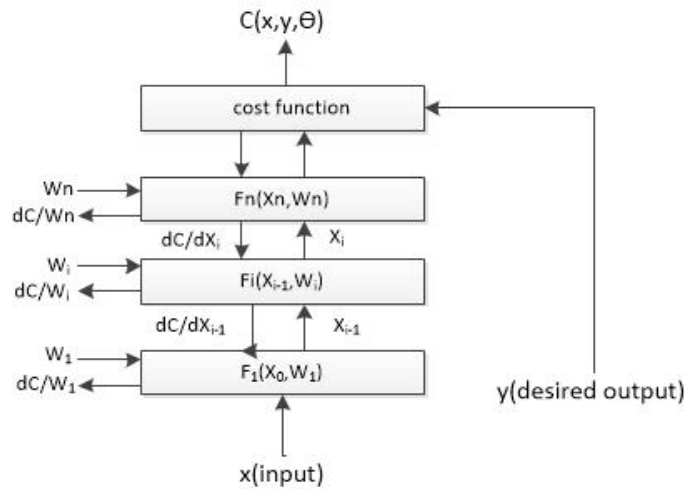 C(x,y,Θ)
cost function
Wn
Fn(Xn,Wn)
dC/Wn
dC/dXᵢ
Xᵢ
Wᵢ
Fi(Xᵢ₋₁,Wᵢ)
dC/Wᵢ
dC/dXᵢ₋₁
Xᵢ₋₁
W₁
F₁(X₀,W₁)
dC/W₁
y(desired output)
x(input)